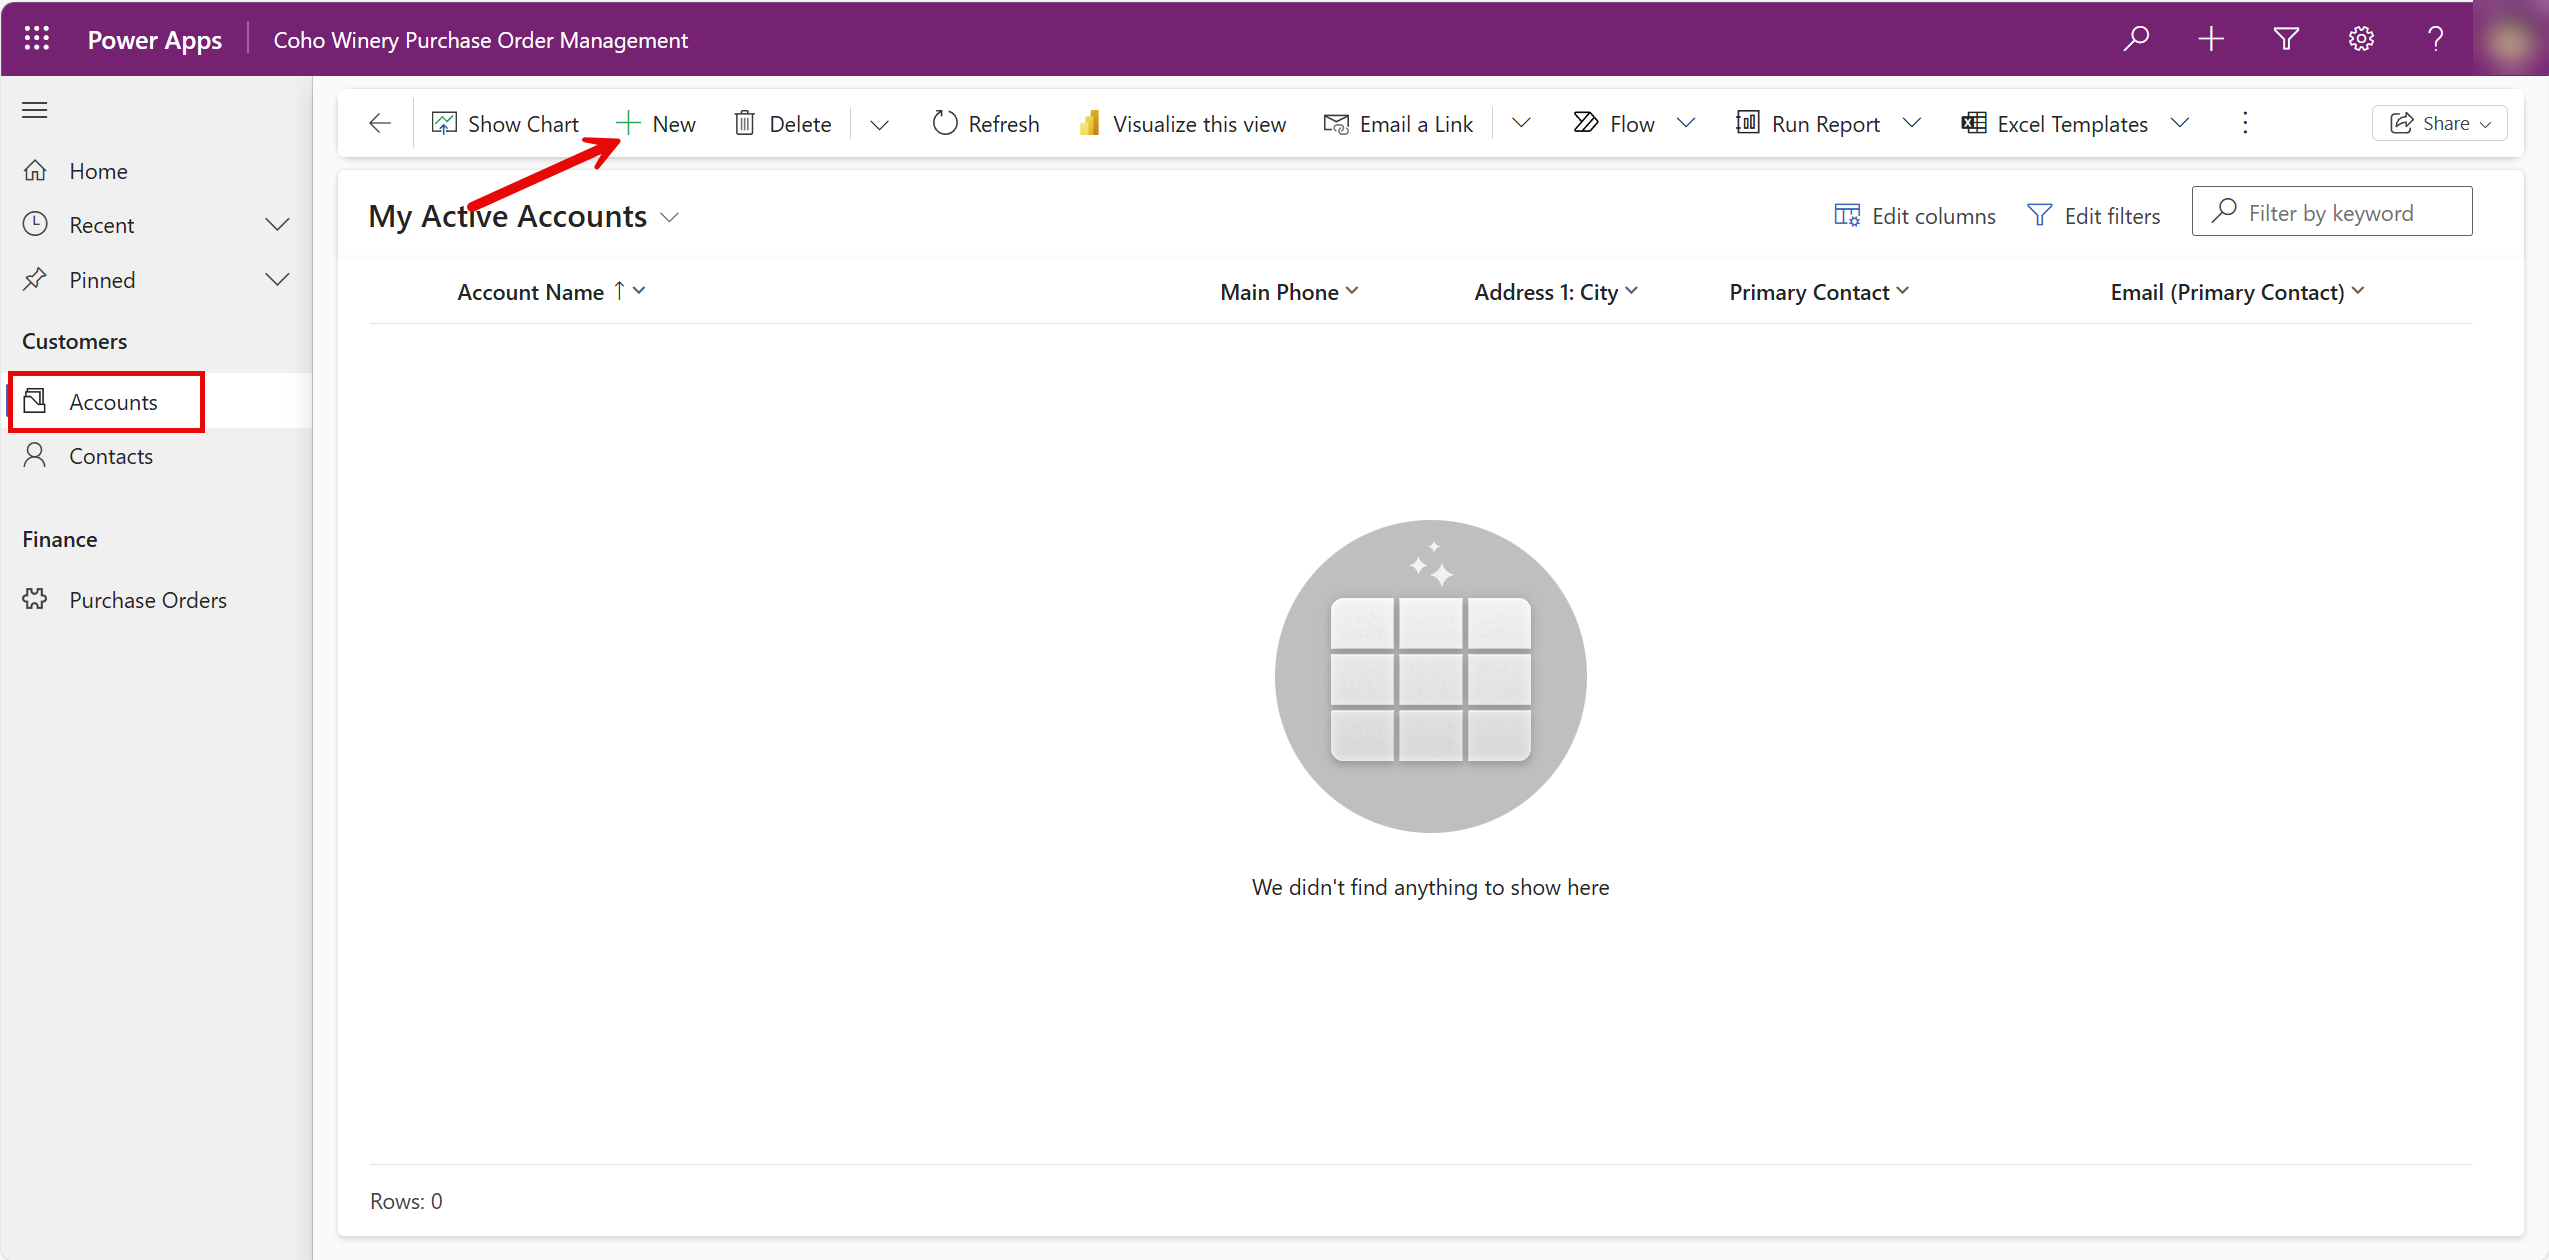 Power Apps Coho Winery Purchase Order Management
Show Chart New Delete Refresh Visualize this view Email a Link Flow Run Report Excel Templates Share
Home
Recent
Pinned
Customers
Accounts
Contacts
Finance
Purchase Orders
My Active Accounts Edit columns Edit filters Filter by keyword
Account Name Main Phone Address 1: City Primary Contact Email (Primary Contact)
We didn't find anything to show here
Rows: 0